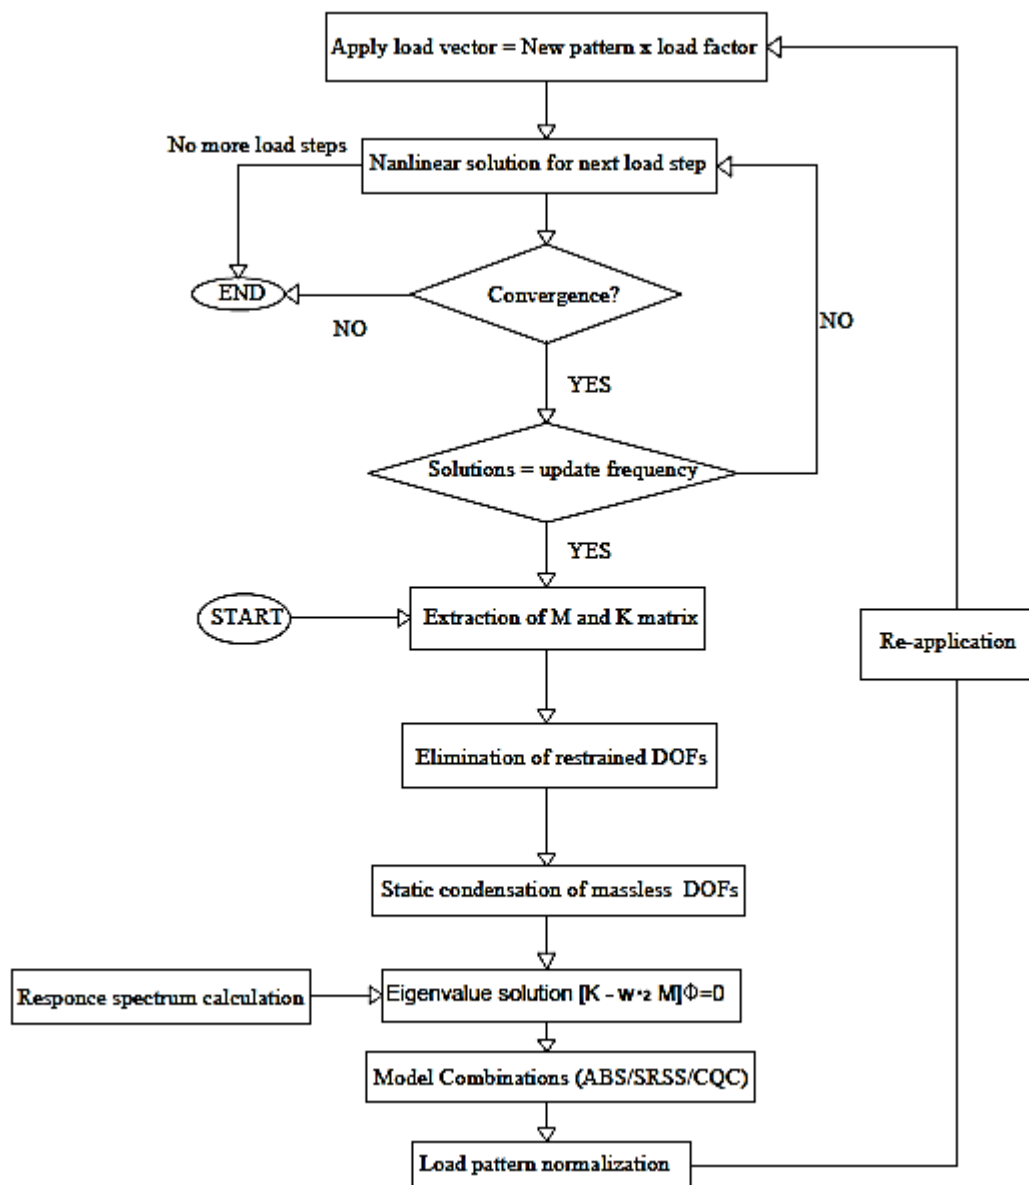 Apply load vector = New pattern x load factor
No more load steps
Nanlinear solution for next load step
END
Convergence?
NO
NO
YES
Solutions = update frequency
YES
START
Extraction of M and K matrix
Re-application
Elimination of restrained DOFs
Static condensation of massless DOFs
Responce spectrum calculation
Eigenvalue solution [K - w^2 M]Φ=0
Model Combinations (ABS/SRSS/CQC)
Load pattern normalization